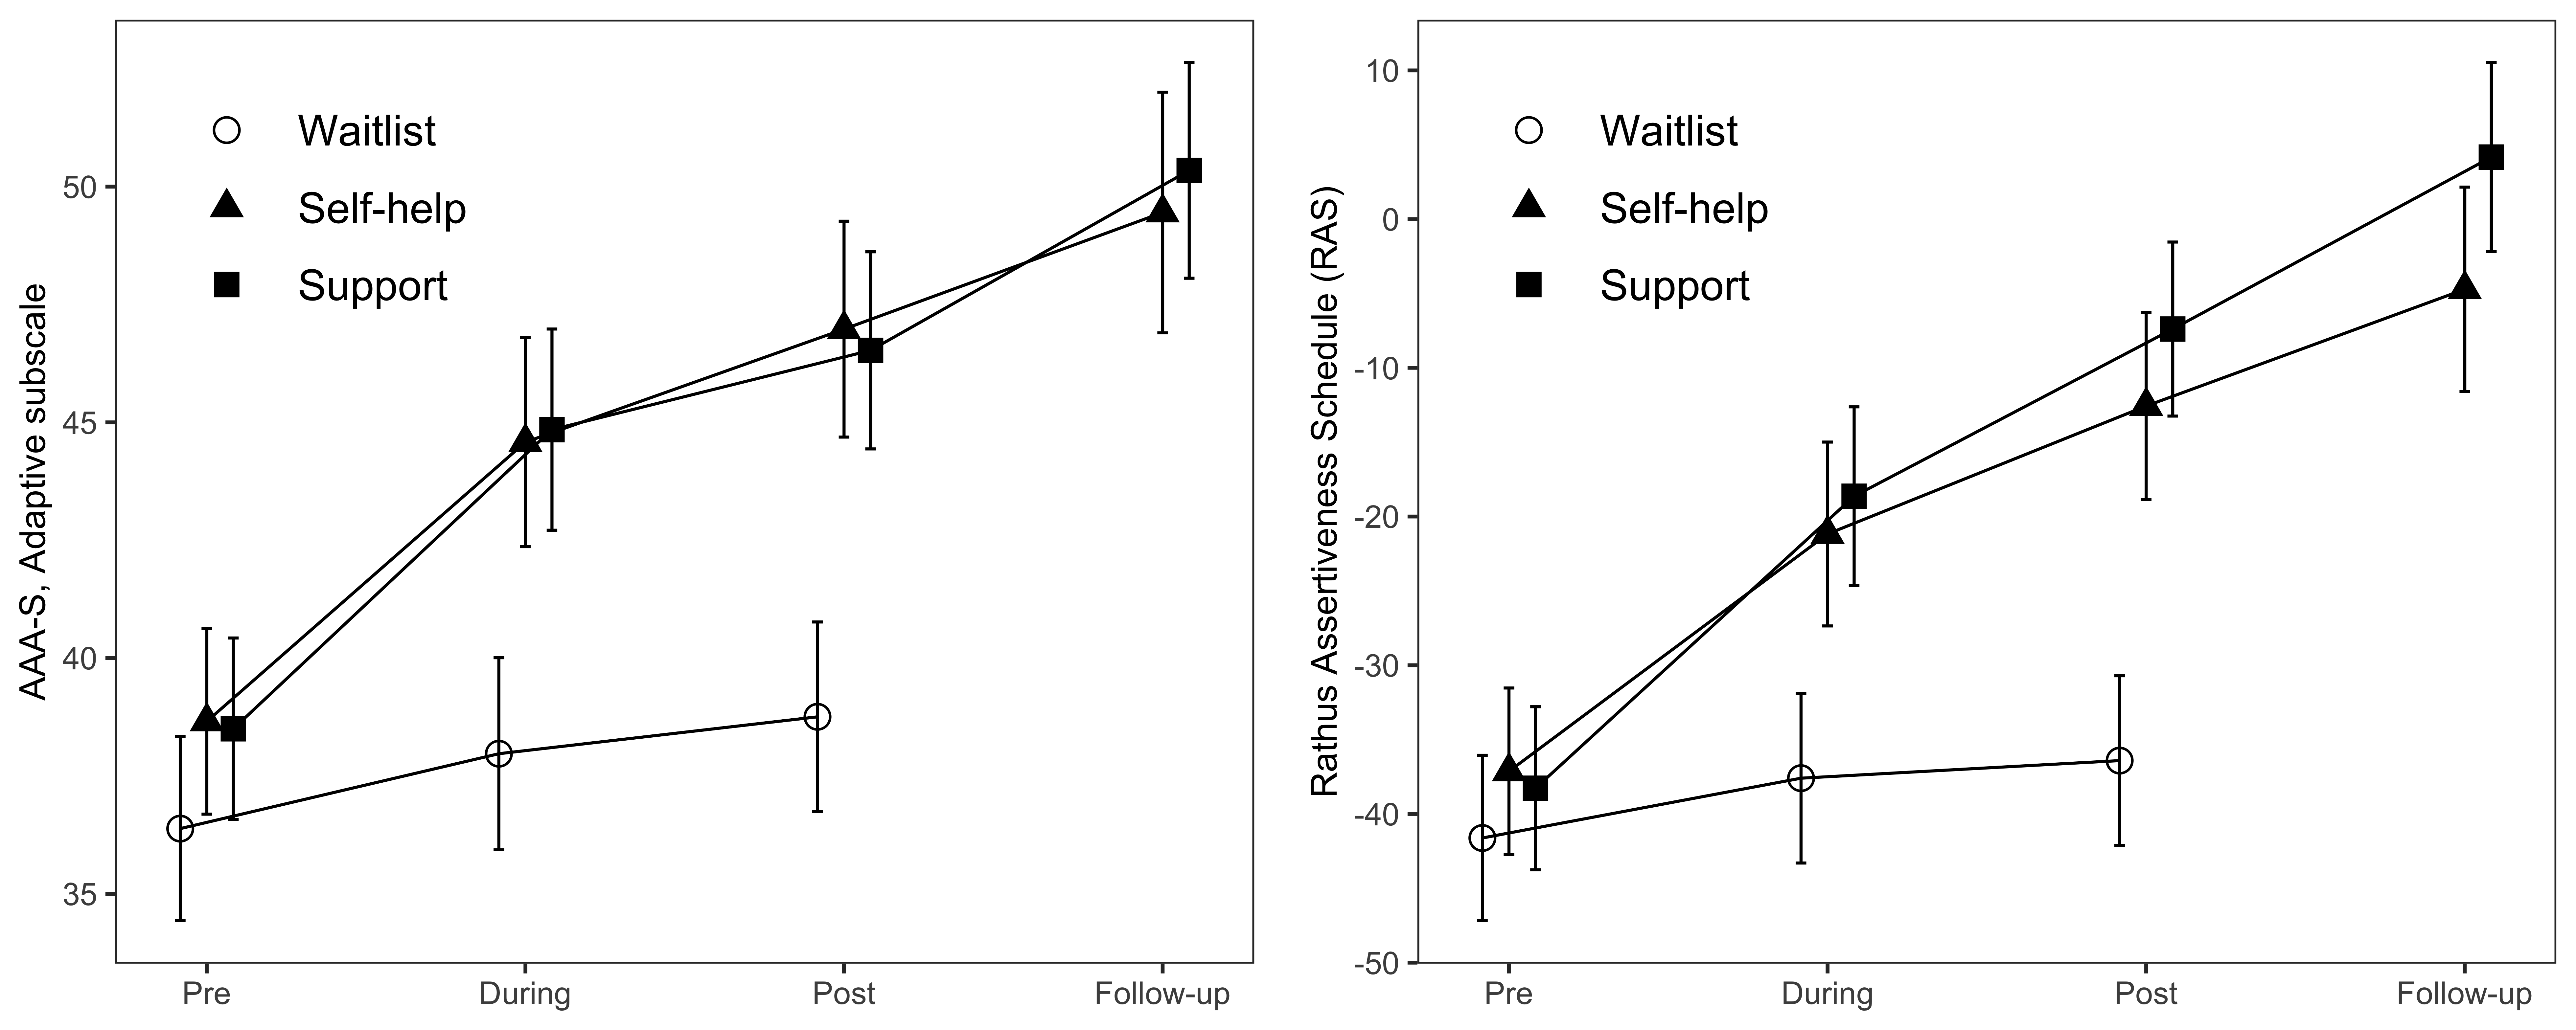 AAA-S, Adaptive subscale
50
45
40
35
Waitlist
Self-help
Support
Pre
During
Post
Follow-up
Rathus Assertiveness Schedule (RAS)
10
0
-10
-20
-30
-40
-50
Waitlist
Self-help
Support
Pre
During
Post
Follow-up